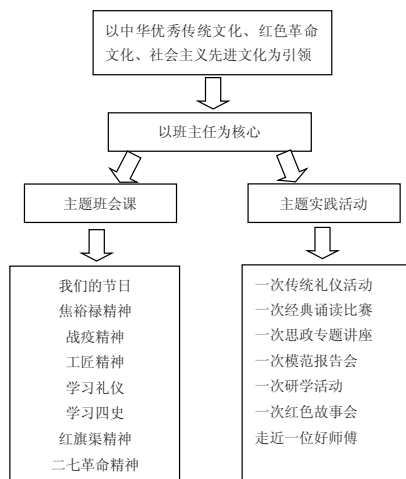 以中华优秀传统文化、红色革命
文化、社会主义先进文化为引领
以班主任为核心
主题班会课
主题实践活动
我们的节日
焦裕禄精神
战疫精神
工匠精神
学习礼仪
学习四史
红旗渠精神
二七革命精神
一次传统礼仪活动
一次经典诵读比赛
一次思政专题讲座
一次模范报告会
一次研学活动
一次红色故事会
走近一位好师傅